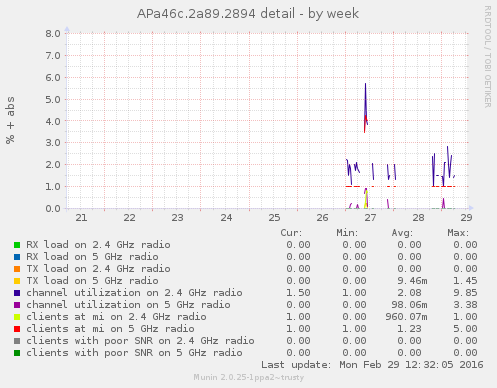 APa46c.2a89.2894 detail - by week
RRDTOOL / TOBI OETIKER
% + abs
8.0
7.0
6.0
5.0
4.0
3.0
2.0
1.0
0.0
21 22 23 24 25 26 27 28 29
Cur: Min: Avg: Max:
RX load on 2.4 GHz radio 0.00 0.00 0.00 0.00
RX load on 5 GHz radio 0.00 0.00 0.00 0.00
TX load on 2.4 GHz radio 0.00 0.00 0.00 0.00
TX load on 5 GHz radio 0.00 0.00 9.46m 1.45
channel utilization on 2.4 GHz radio 1.50 1.00 2.08 9.85
channel utilization on 5 GHz radio 0.00 0.00 98.06m 3.38
clients at mi on 2.4 GHz radio 1.00 0.00 960.07m 1.00
clients at mi on 5 GHz radio 1.00 1.00 1.23 5.00
clients with poor SNR on 2.4 GHz radio 0.00 0.00 0.00 0.00
clients with poor SNR on 5 GHz radio 0.00 0.00 0.00 0.00
Last update: Mon Feb 29 12:32:05 2016
Munin 2.0.25-1ppa2~trusty